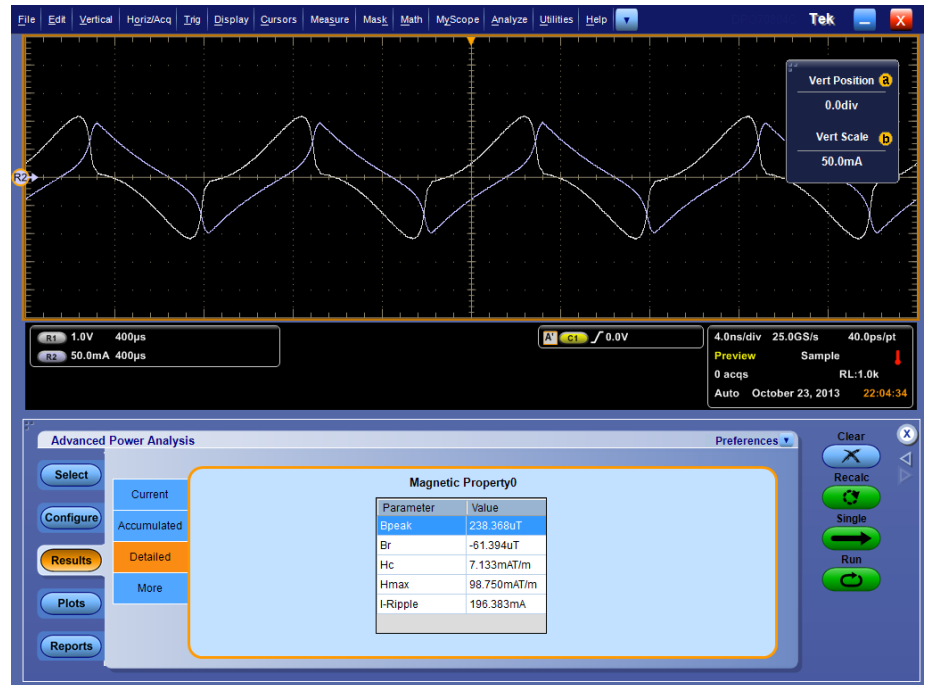 File Edit Vertical Horiz/Acq Trig Display Cursors Measure Mask Math MyScope Analyze Utilities Help Tek X
Vert Position a
0.0div
Vert Scale b
50.0mA
R2
R1 1.0V 400µs
R2 50.0mA 400µs
A' C1 0.0V
4.0ns/div 25.0GS/s 40.0ps/pt
Preview Sample
0 acqs RL:1.0k
Auto October 23, 2013 22:04:34
Advanced Power Analysis
Preferences
Clear
X
Select
Configure
Results
Plots
Reports
Current
Accumulated
Detailed
More
Magnetic Property0
Parameter Value
Bpeak 238.368uT
Br -61.394uT
Hc 7.133mAT/m
Hmax 98.750mAT/m
I-Ripple 196.383mA
Recalc
Single
Run